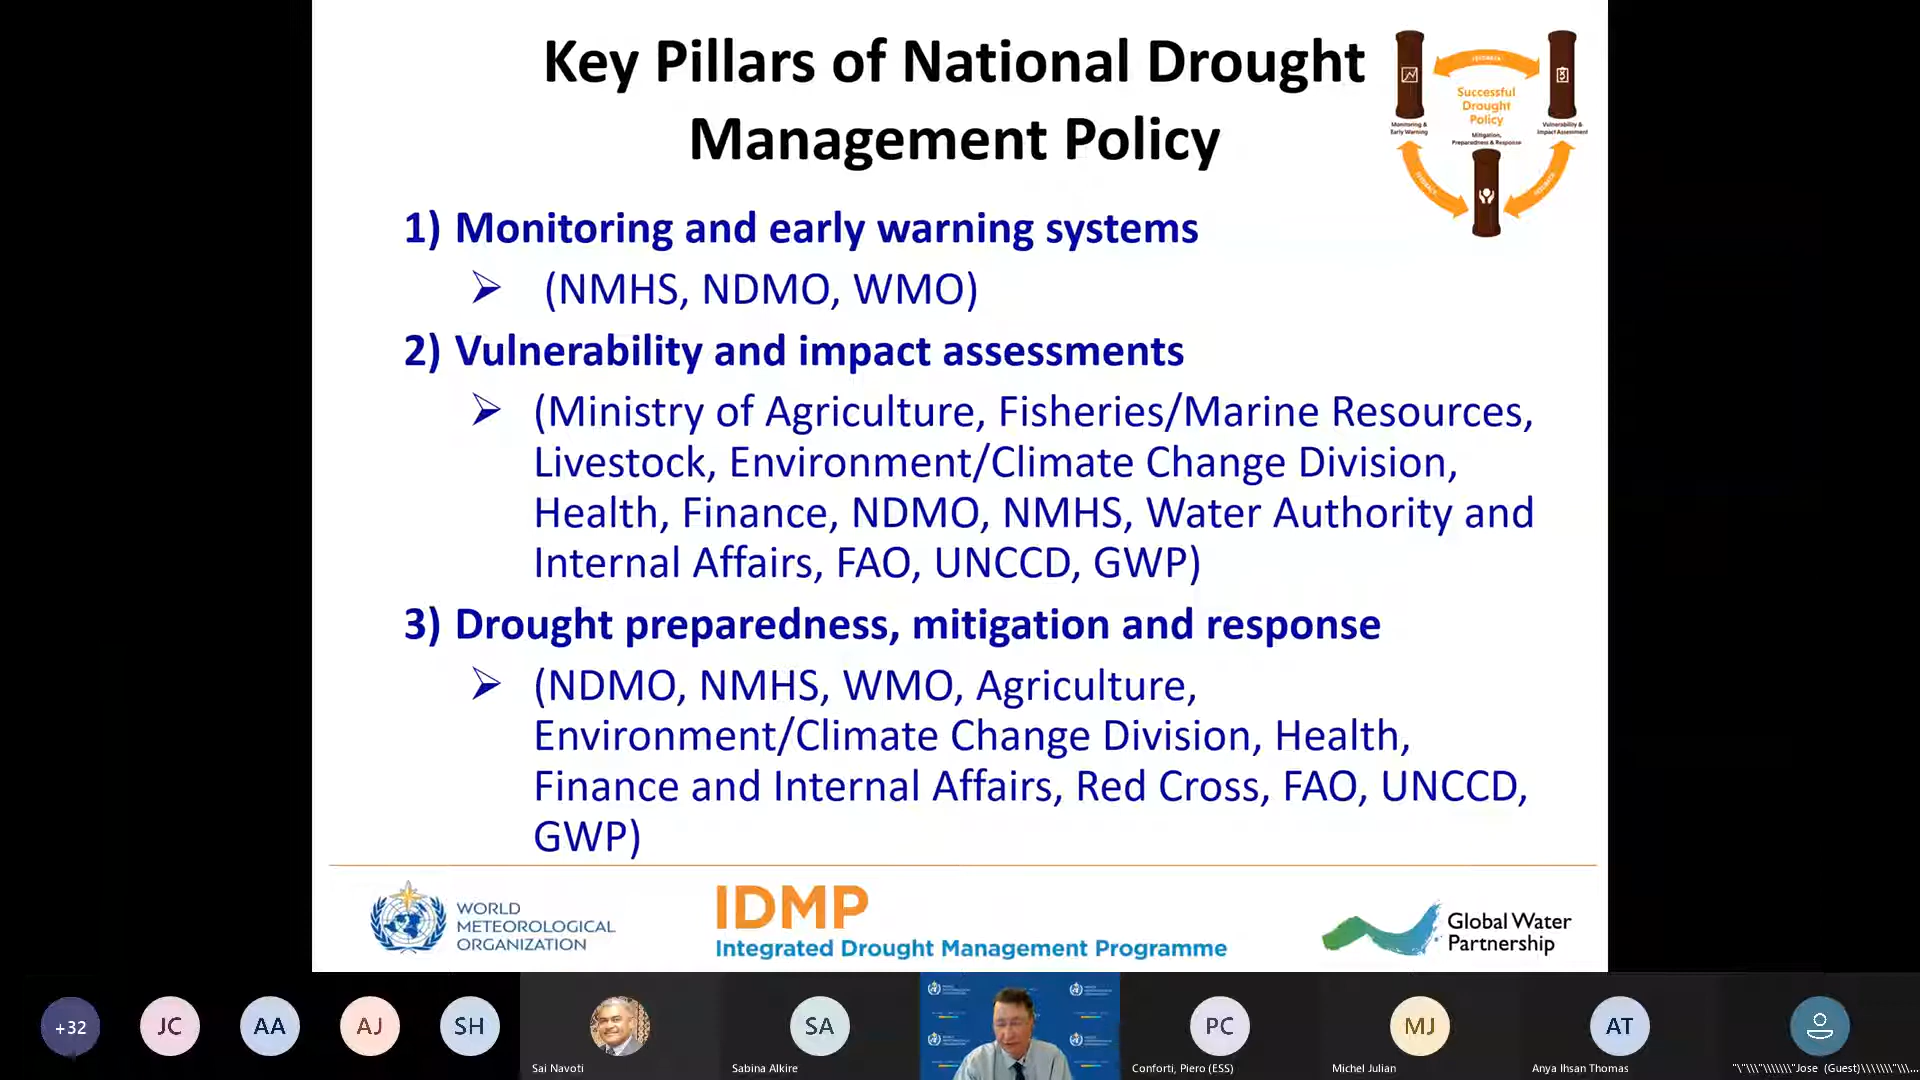 Key Pillars of National Drought
Management Policy
FEEDBACK
Successful
Drought
Policy
Monitoring &
Early Warning
Vulnerability &
Impact Assessment
Mitigation,
Preparedness & Response
FEEDBACK
FEEDBACK
1) Monitoring and early warning systems
(NMHS, NDMO, WMO)
2) Vulnerability and impact assessments
(Ministry of Agriculture, Fisheries/Marine Resources,
Livestock, Environment/Climate Change Division,
Health, Finance, NDMO, NMHS, Water Authority and
Internal Affairs, FAO, UNCCD, GWP)
3) Drought preparedness, mitigation and response
(NDMO, NMHS, WMO, Agriculture,
Environment/Climate Change Division, Health,
Finance and Internal Affairs, Red Cross, FAO, UNCCD,
GWP)
WORLD
METEOROLOGICAL
ORGANIZATION
IDMP
Integrated Drought Management Programme
Global Water
Partnership
+32
JC
AA
AJ
SH
SA
PC
MJ
AT
Sai Navoti
Sabina Alkire
Conforti, Piero (ESS)
Michel Julian
Anya Ihsan Thomas
"\"\\\"\\\\\\\"Jose (Guest)\\\\\\\"\\...